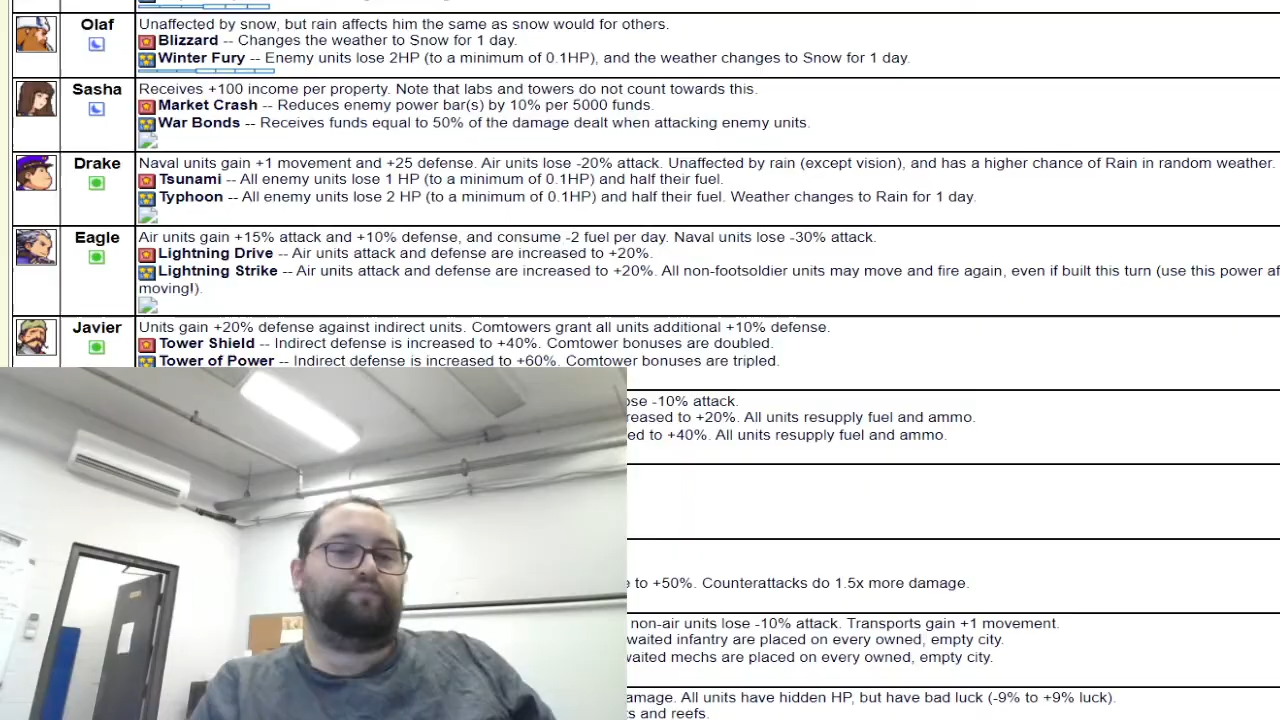 Olaf
Unaffected by snow, but rain affects him the same as snow would for others.
Blizzard -- Changes the weather to Snow for 1 day.
Winter Fury -- Enemy units lose 2HP (to a minimum of 0.1HP), and the weather changes to Snow for 1 day.
Sasha
Receives +100 income per property. Note that labs and towers do not count towards this.
Market Crash -- Reduces enemy power bar(s) by 10% per 5000 funds.
War Bonds -- Receives funds equal to 50% of the damage dealt when attacking enemy units.
Drake
Naval units gain +1 movement and +25 defense. Air units lose -20% attack. Unaffected by rain (except vision), and has a higher chance of Rain in random weather.
Tsunami -- All enemy units lose 1 HP (to a minimum of 0.1HP) and half their fuel.
Typhoon -- All enemy units lose 2 HP (to a minimum of 0.1HP) and half their fuel. Weather changes to Rain for 1 day.
Eagle
Air units gain +15% attack and +10% defense, and consume -2 fuel per day. Naval units lose -30% attack.
Lightning Drive -- Air units attack and defense are increased to +20%.
Lightning Strike -- Air units attack and defense are increased to +20%. All non-footsoldier units may move and fire again, even if built this turn (use this power af
moving!).
Javier
Units gain +20% defense against indirect units. Comtowers grant all units additional +10% defense.
Tower Shield -- Indirect defense is increased to +40%. Comtower bonuses are doubled.
Tower of Power -- Indirect defense is increased to +60%. Comtower bonuses are tripled.
ose -10% attack.
reased to +20%. All units resupply fuel and ammo.
ed to +40%. All units resupply fuel and ammo.
e to +50%. Counterattacks do 1.5x more damage.
non-air units lose -10% attack. Transports gain +1 movement.
waited infantry are placed on every owned, empty city.
waited mechs are placed on every owned, empty city.
amage. All units have hidden HP, but have bad luck (-9% to +9% luck).
s and reefs.